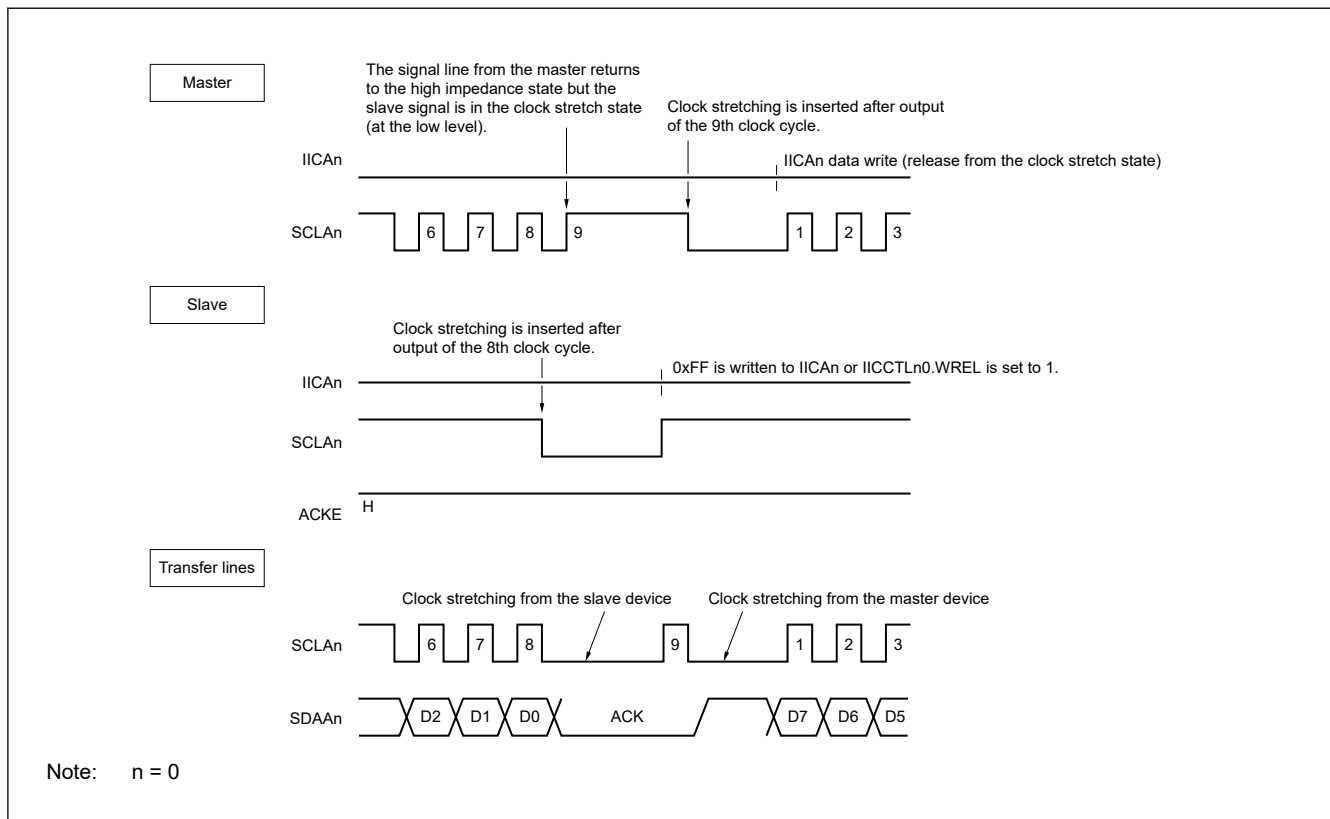 Master
The signal line from the master returns
to the high impedance state but the
slave signal is in the clock stretch state
(at the low level).
Clock stretching is inserted after output
of the 9th clock cycle.
IICAn
IICAn data write (release from the clock stretch state)
SCLAn
6 7 8 9 1 2 3
Slave
Clock stretching is inserted after
output of the 8th clock cycle.
IICAn
0xFF is written to IICAn or IICCTLn0.WREL is set to 1.
SCLAn
ACKE
H
Transfer lines
Clock stretching from the slave device
Clock stretching from the master device
SCLAn
6 7 8 9 1 2 3
SDAAn
D2 D1 D0 ACK D7 D6 D5
Note: n = 0